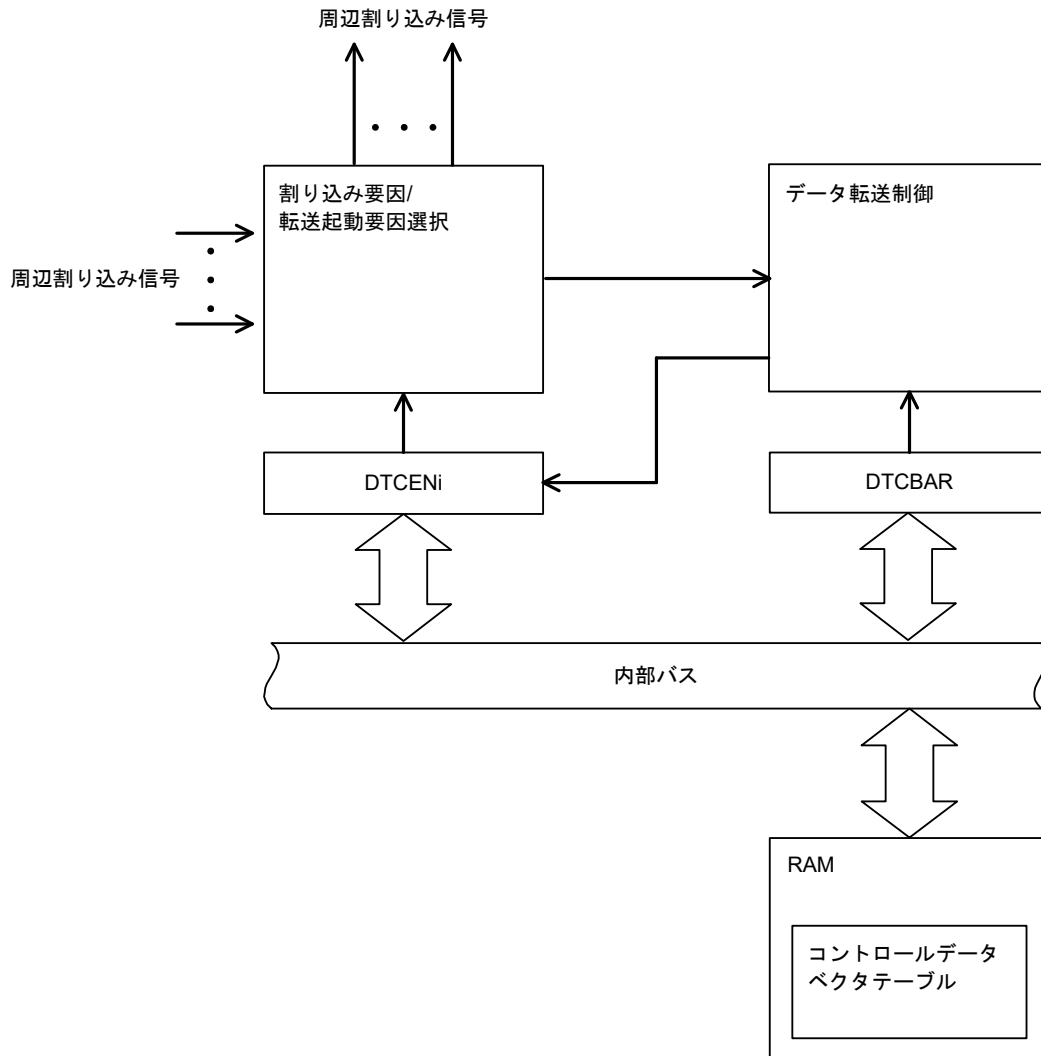 周辺割り込み信号
割り込み要因/
転送起動要因選択
データ転送制御
周辺割り込み信号
DTCENi
DTCBAR
内部バス
RAM
コントロールデータ
ベクタテーブル